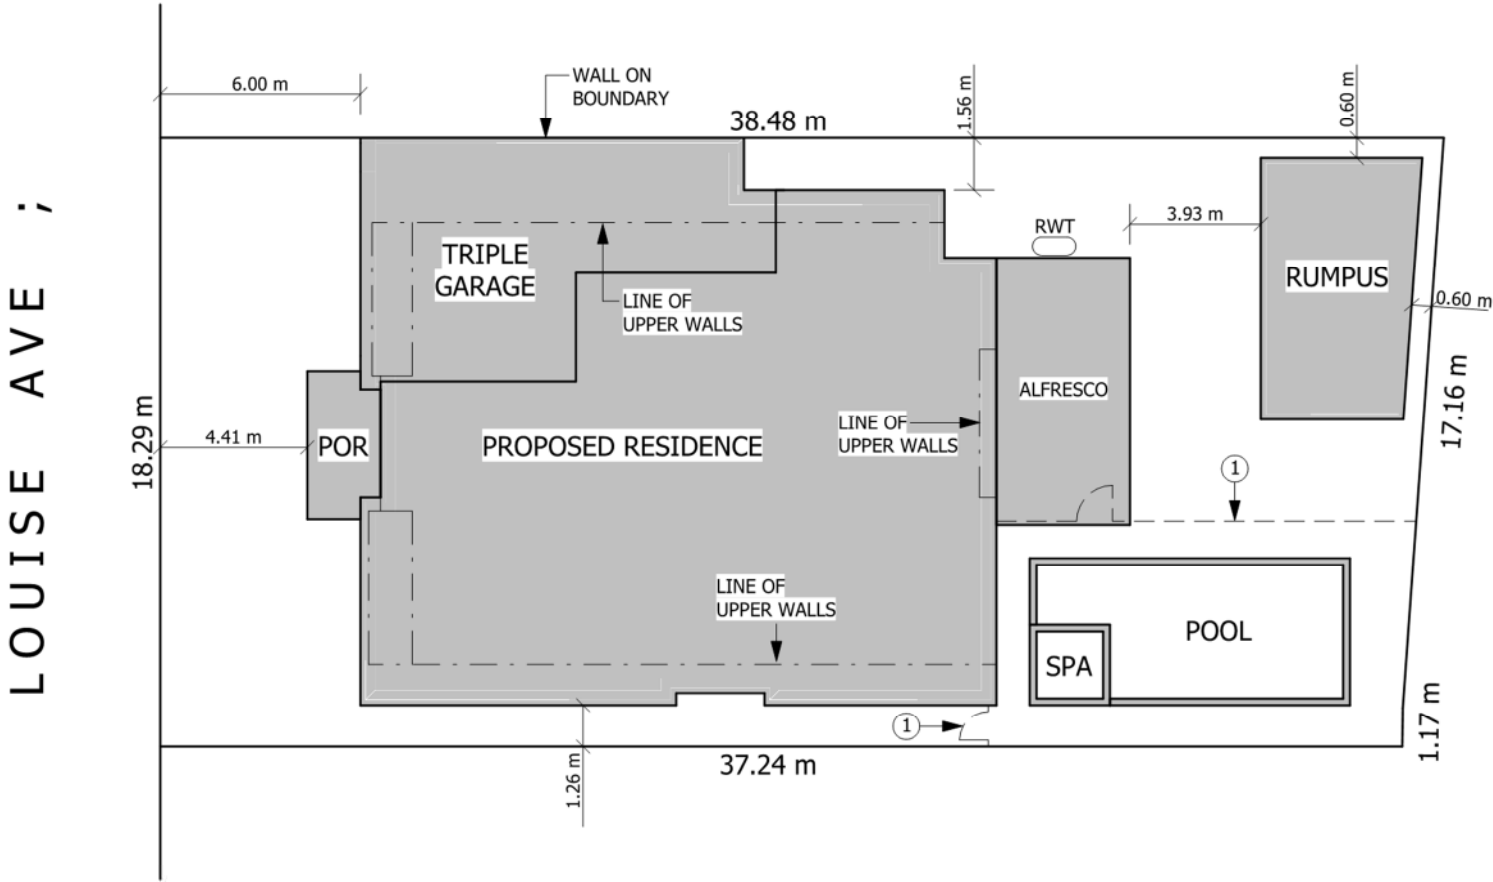 LOUISE AVE ;
6.00 m
WALL ON
BOUNDARY
38.48 m
1.56 m
0.60 m
3.93 m
RWT
TRIPLE
GARAGE
RUMPUS
LINE OF
UPPER WALLS
0.60 m
ALFRESCO
17.16 m
18.29 m
4.41 m
POR
PROPOSED RESIDENCE
LINE OF
UPPER WALLS
1
LINE OF
UPPER WALLS
POOL
SPA
1
1.17 m
1.26 m
37.24 m